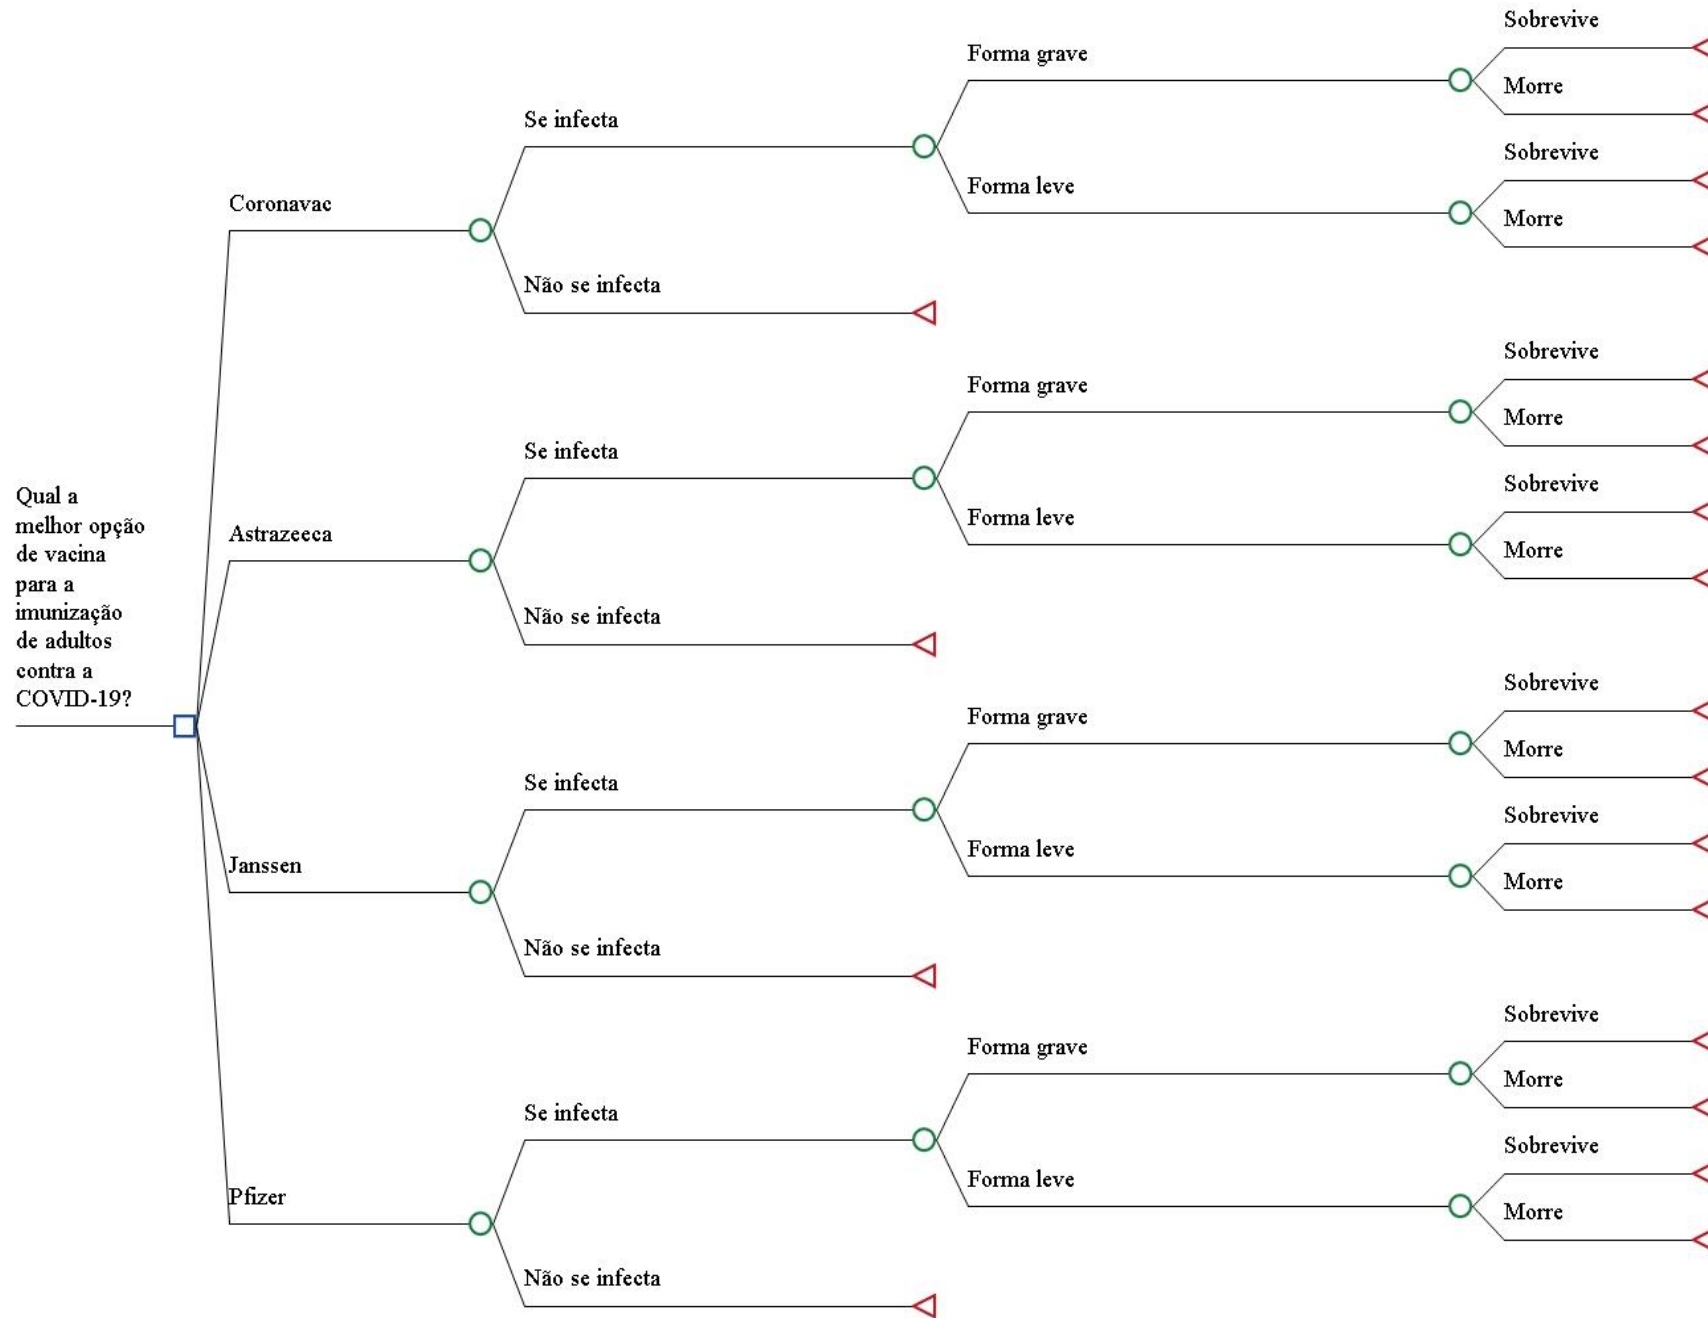 Qual a
melhor opção
de vacina
para a
imunização
de adultos
contra a
COVID-19?
Coronavac
Se infecta
Forma grave
Sobrevive
Morre
Forma leve
Sobrevive
Morre
Não se infecta
Astrazeeca
Se infecta
Forma grave
Sobrevive
Morre
Forma leve
Sobrevive
Morre
Não se infecta
Janssen
Se infecta
Forma grave
Sobrevive
Morre
Forma leve
Sobrevive
Morre
Não se infecta
Pfizer
Se infecta
Forma grave
Sobrevive
Morre
Forma leve
Sobrevive
Morre
Não se infecta